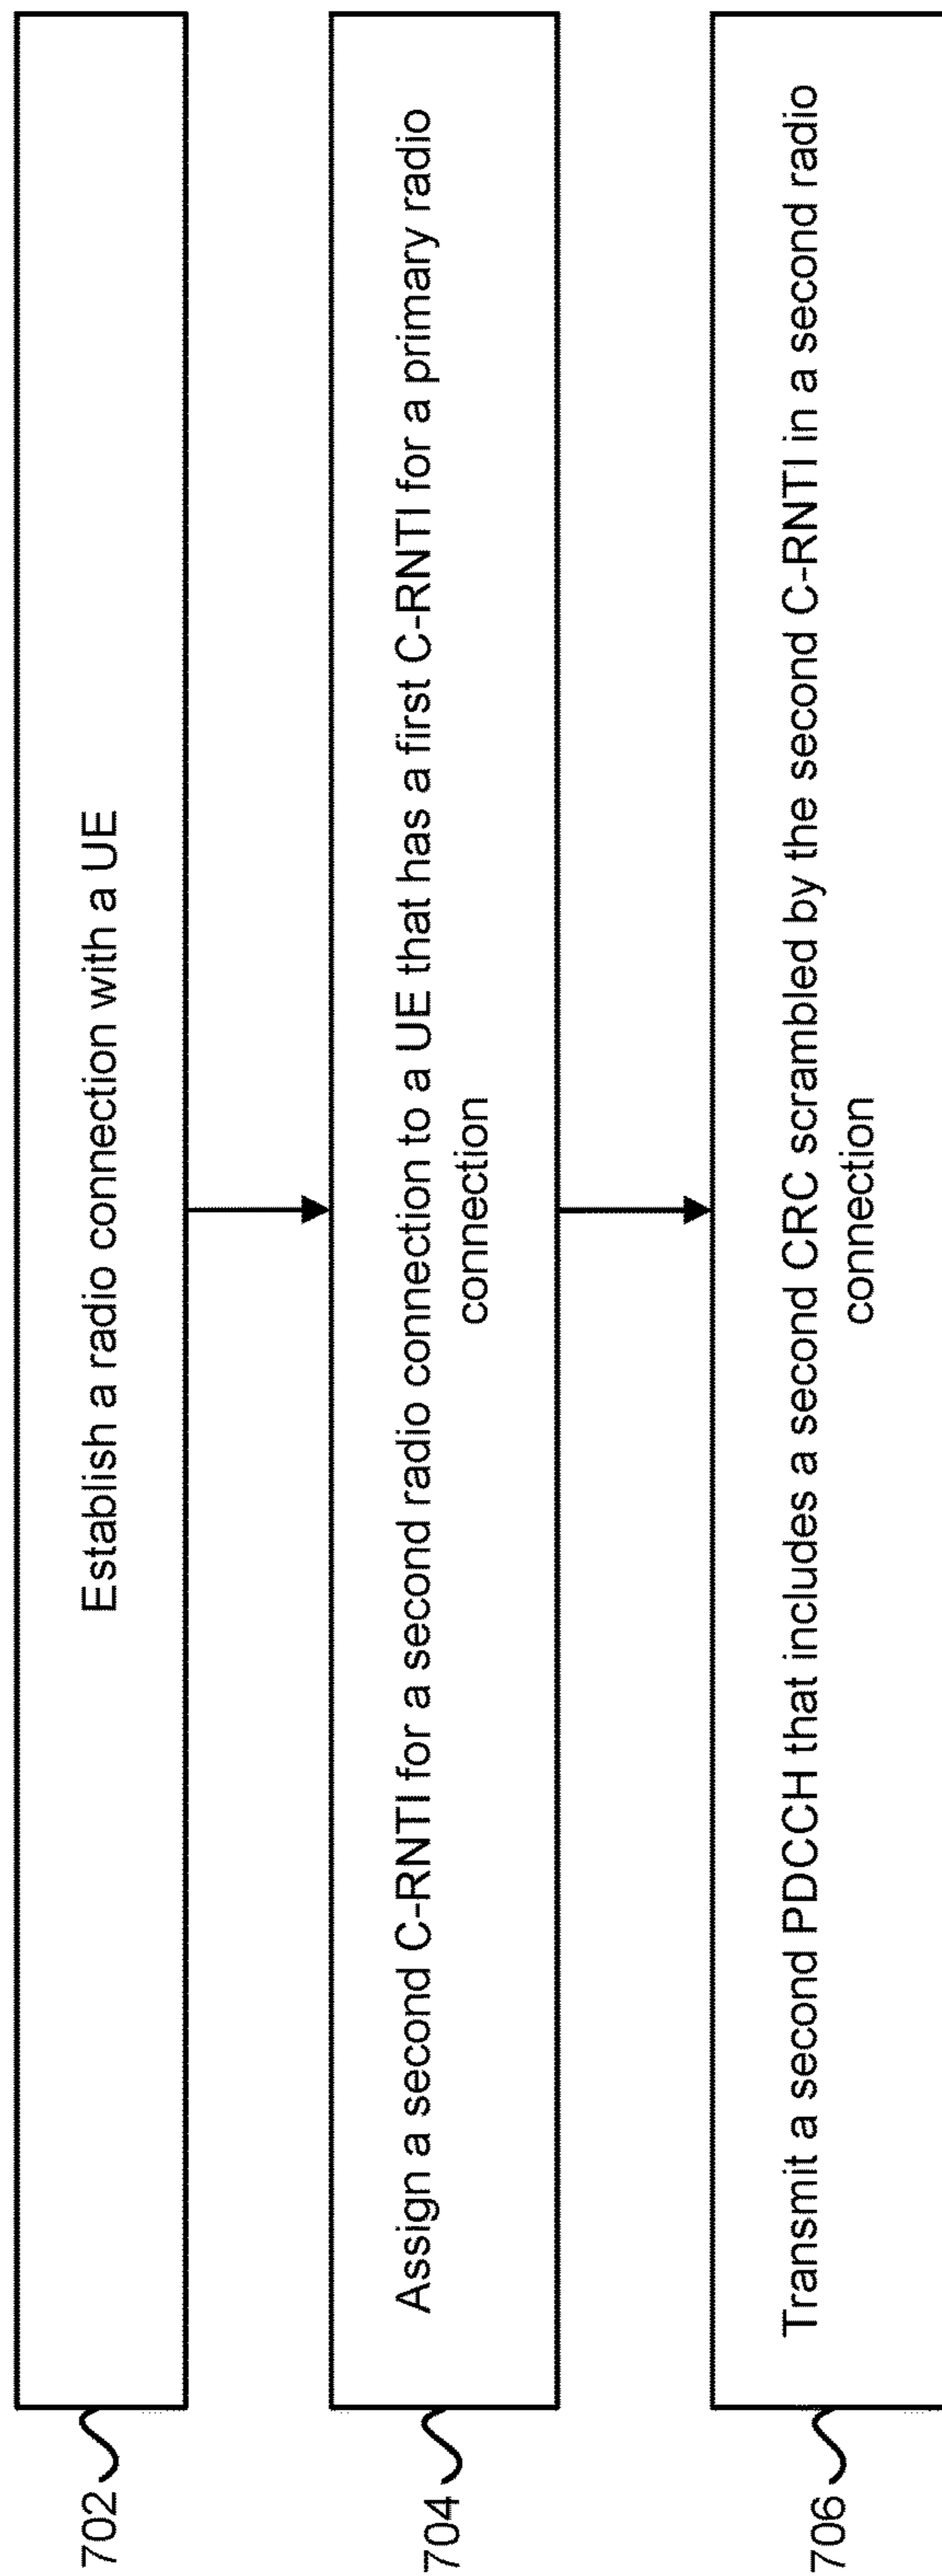 702
Establish a radio connection with a UE
704
Assign a second C-RNTI for a second radio connection to a UE that has a first C-RNTI for a primary radio
connection
706
Transmit a second PDCCH that includes a second CRC scrambled by the second C-RNTI in a second radio
connection